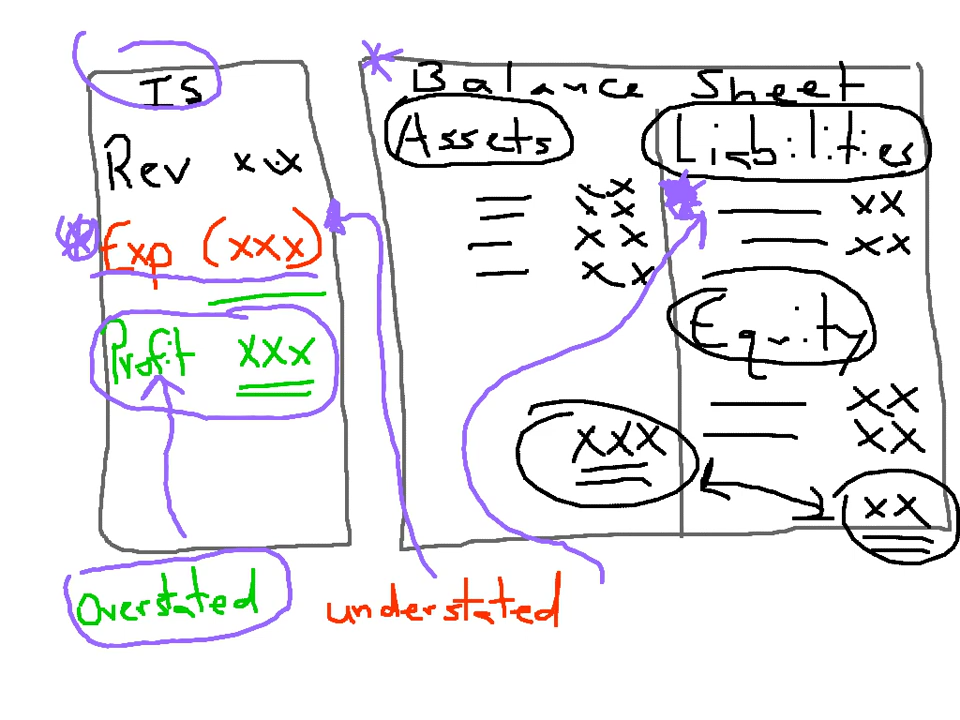 IS
Rev xxx
Exp (xxx)
Profit xxx
Overstated
Balance Sheet
Assets
xx
xx
xx
xx
xxx
Liabilities
xx
xx
Equity
xx
xx
xx
understated